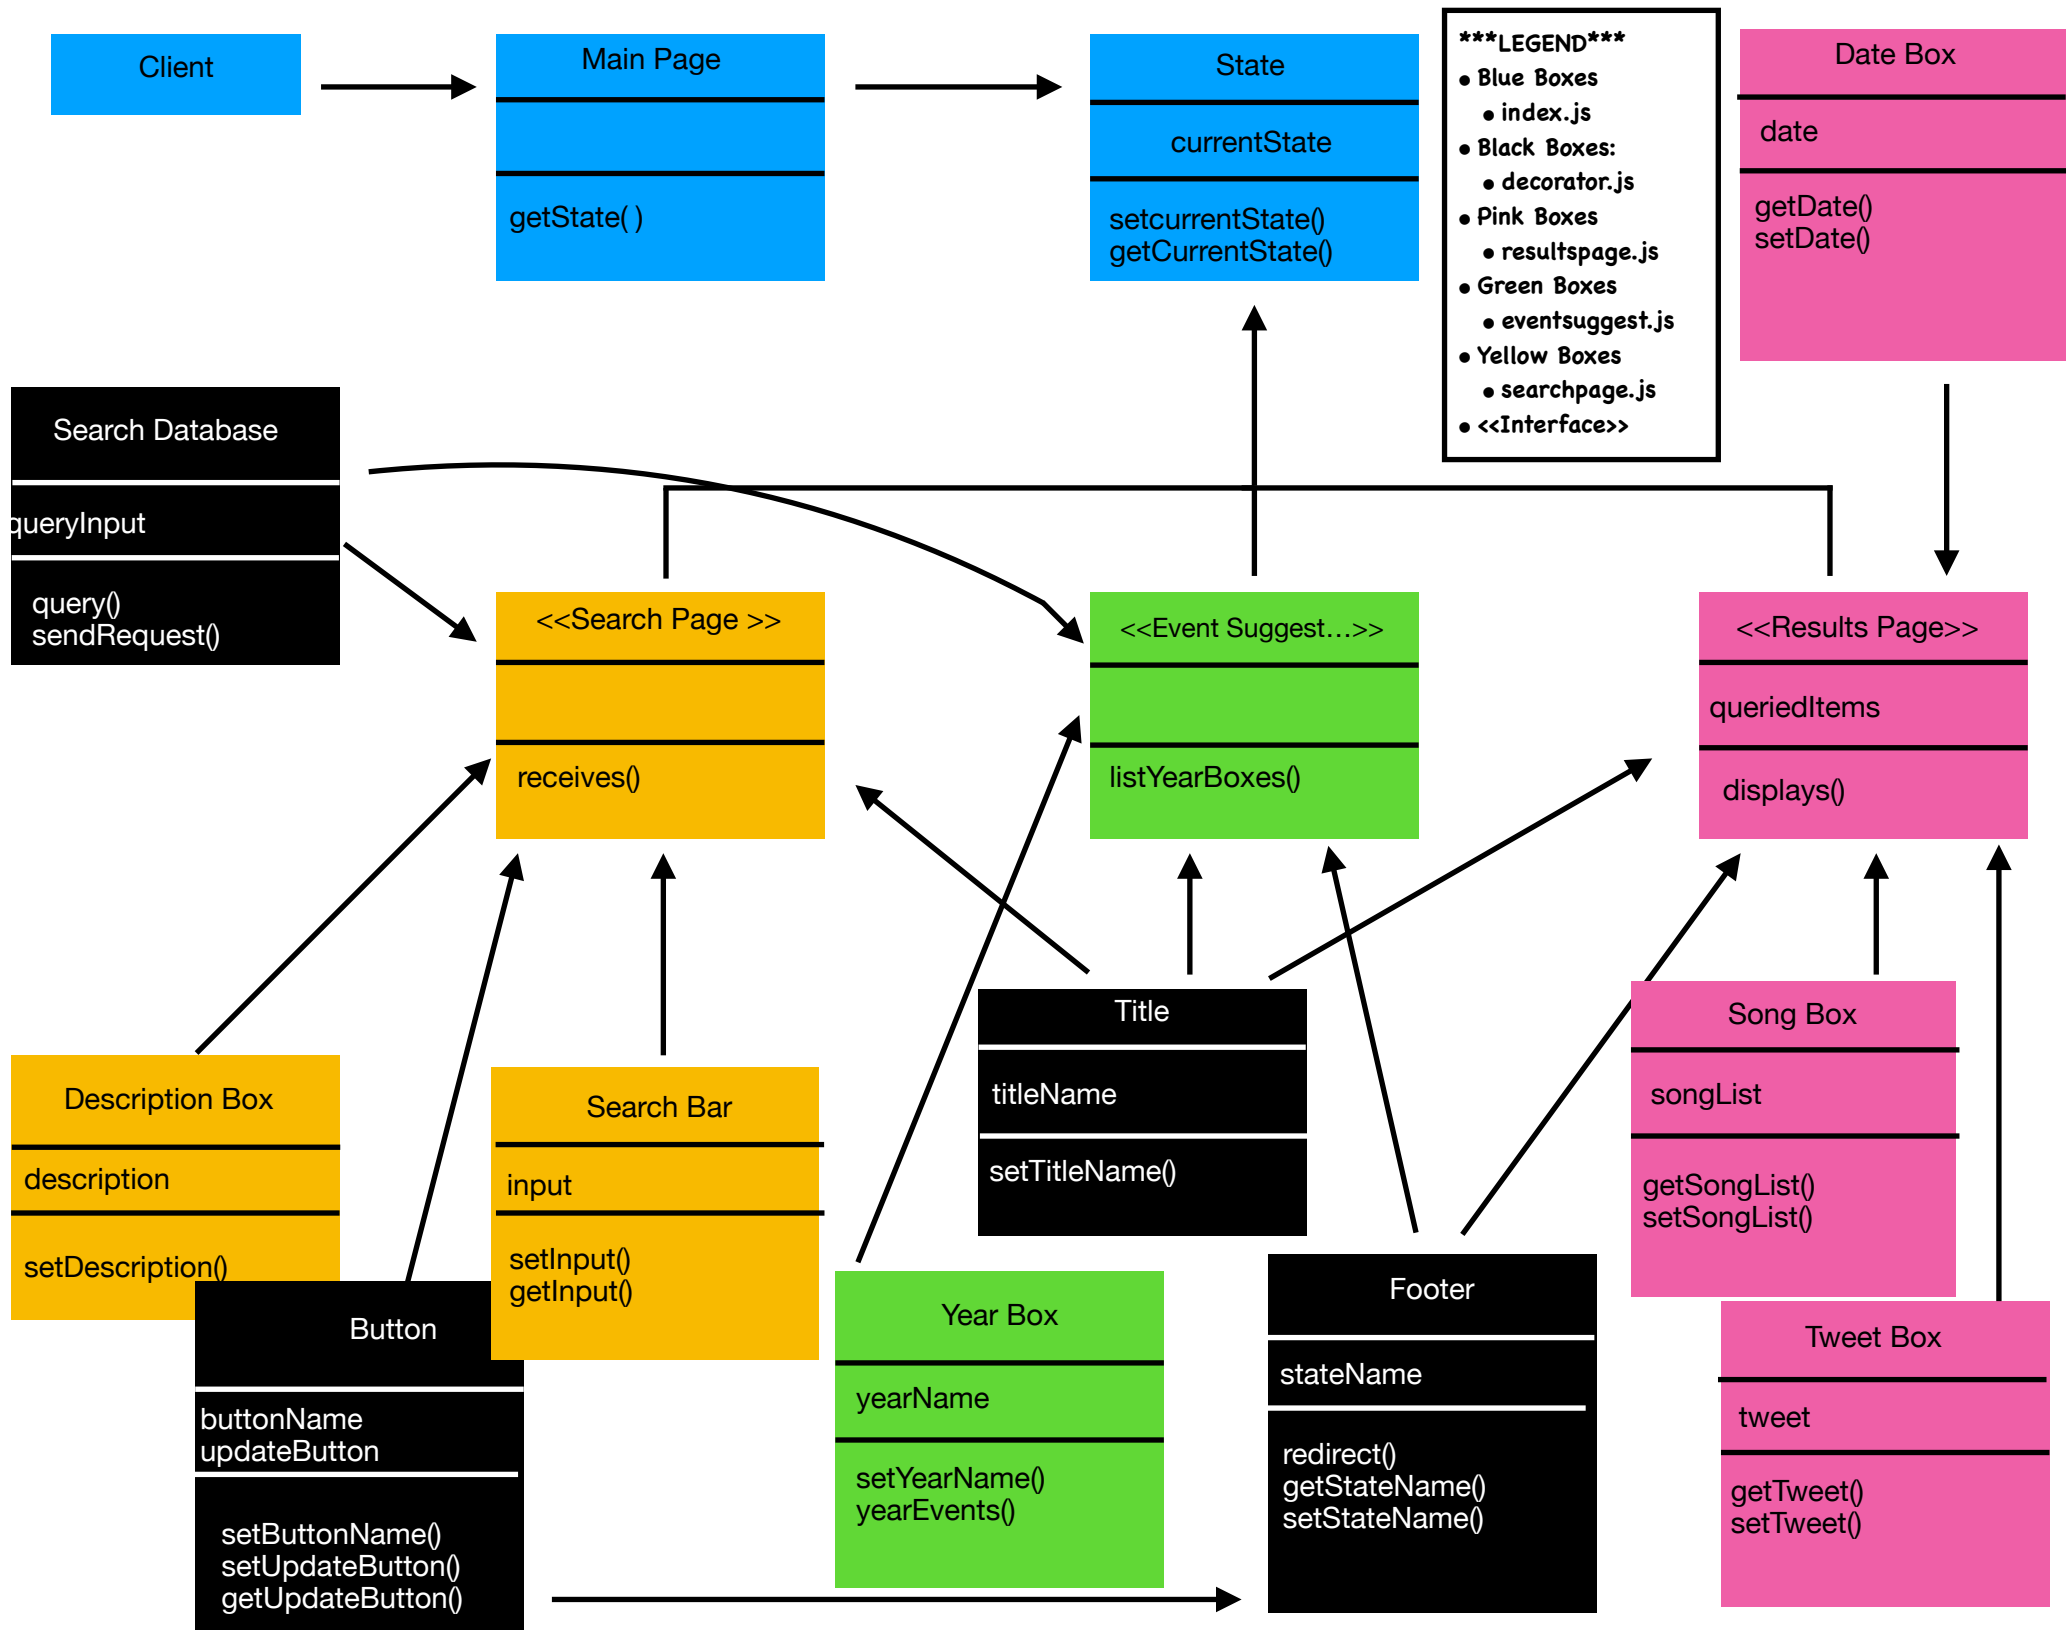 Client
Main Page
getState( )
State
currentState
setcurrentState()
getCurrentState()
***LEGEND***
• Blue Boxes
• index.js
• Black Boxes:
• decorator.js
• Pink Boxes
• resultspage.js
• Green Boxes
• eventsuggest.js
• Yellow Boxes
• searchpage.js
• <<Interface>>
Date Box
date
getDate()
setDate()
Search Database
queryInput
query()
sendRequest()
<<Search Page >>
receives()
<<Event Suggest...>>
listYearBoxes()
<<Results Page>>
queriedItems
displays()
Description Box
description
setDescription()
Button
buttonName
updateButton
setButtonName()
setUpdateButton()
getUpdateButton()
Search Bar
input
setInput()
getInput()
Year Box
yearName
setYearName()
yearEvents()
Title
titleName
setTitleName()
Footer
stateName
redirect()
getStateName()
setStateName()
Song Box
songList
getSongList()
setSongList()
Tweet Box
tweet
getTweet()
setTweet()